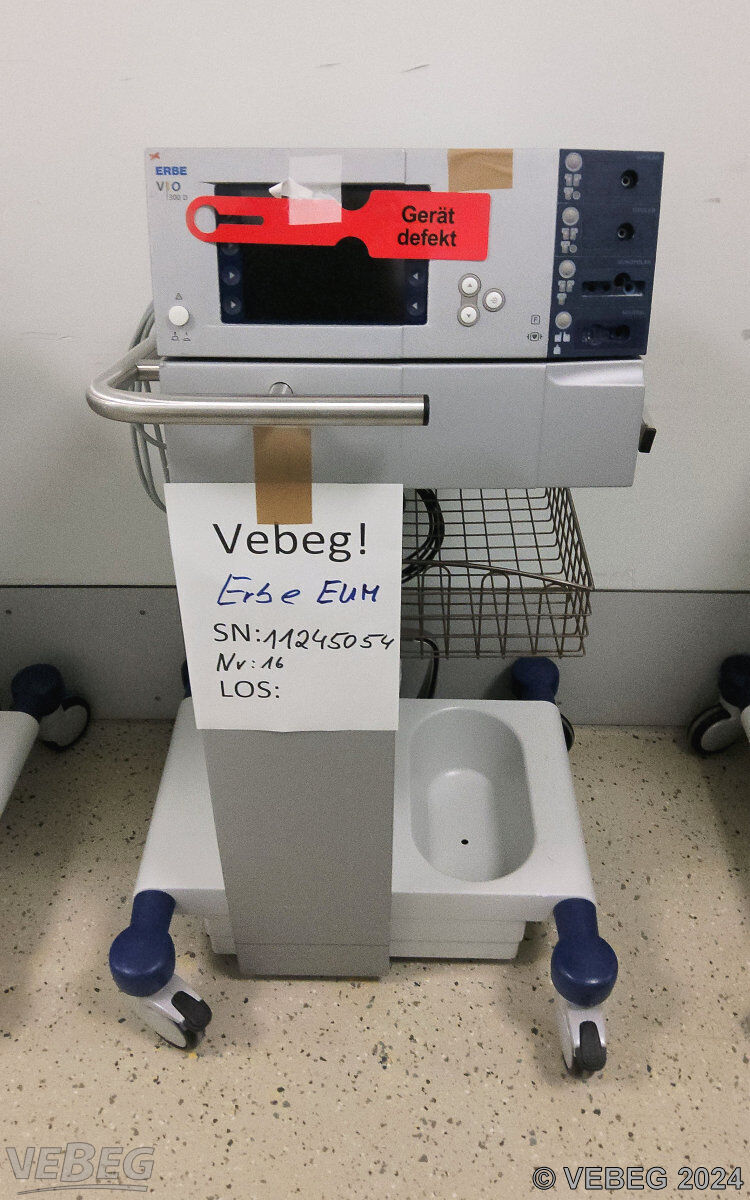 ERBE
VIO
300 D
Gerät
defekt
Vebeg!
Erbe EUM
SN:11245054
Nr: 16
LOS:
VEBEG
© VEBEG 2024